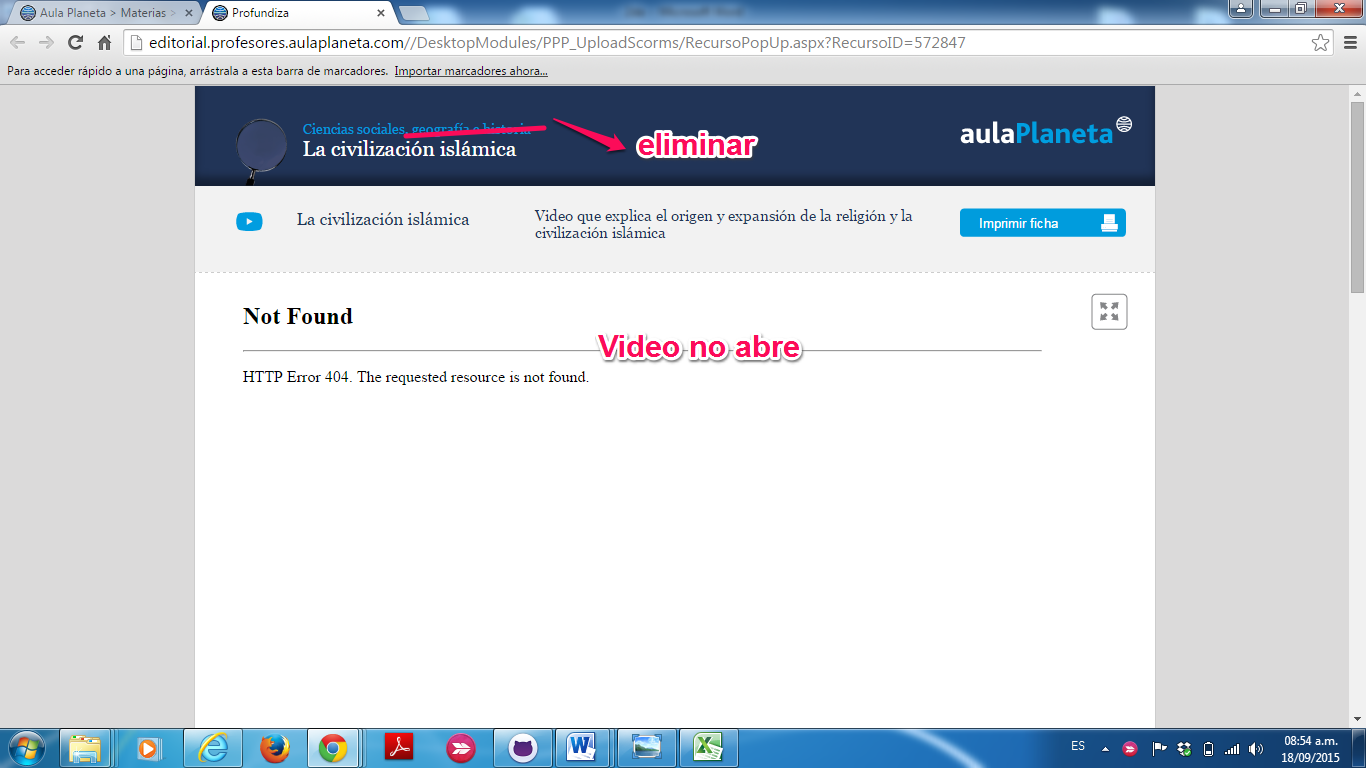 Aula Planeta > Materias >
Profundiza
editorial.profesores.aulaplaneta.com//DesktopModules/PPP_UploadScorms/RecursoPopUp.aspx?RecursoID=572847
Para acceder rápido a una página, arrástrala a esta barra de marcadores. Importar marcadores ahora...
Ciencias sociales, geografía e historia
La civilización islámica
eliminar
aulaPlaneta
La civilización islámica
Video que explica el origen y expansión de la religión y la
civilización islámica
Imprimir ficha
Not Found
Video no abre
HTTP Error 404. The requested resource is not found.
ES
08:54 a.m.
18/09/2015